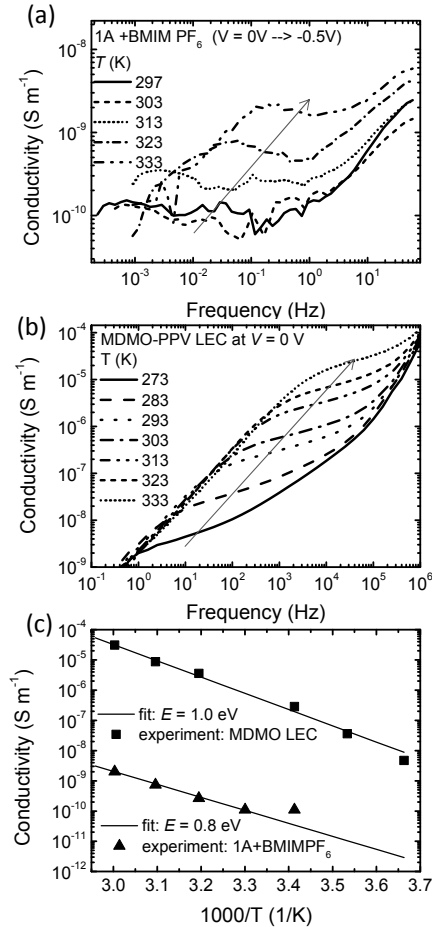 (a)
1A +BMIM PF6 (V = 0V --> -0.5V)
T (K)
297
303
313
323
333
Conductivity (S m⁻¹)
10⁻⁸
10⁻⁹
10⁻¹⁰
10⁻³ 10⁻² 10⁻¹ 10⁰ 10¹
Frequency (Hz)
(b)
MDMO-PPV LEC at V = 0 V
T (K)
273
283
293
303
313
323
333
Conductivity (S m⁻¹)
10⁻⁴
10⁻⁵
10⁻⁶
10⁻⁷
10⁻⁸
10⁻⁹
10⁻¹ 10⁰ 10¹ 10² 10³ 10⁴ 10⁵ 10⁶
Frequency (Hz)
(c)
Conductivity (S m⁻¹)
10⁻⁴
10⁻⁵
10⁻⁶
10⁻⁷
10⁻⁸
10⁻⁹
10⁻¹⁰
10⁻¹¹
10⁻¹²
fit: E = 1.0 eV
experiment: MDMO LEC
fit: E = 0.8 eV
experiment: 1A+BMIMPF6
3.0 3.1 3.2 3.3 3.4 3.5 3.6 3.7
1000/T (1/K)